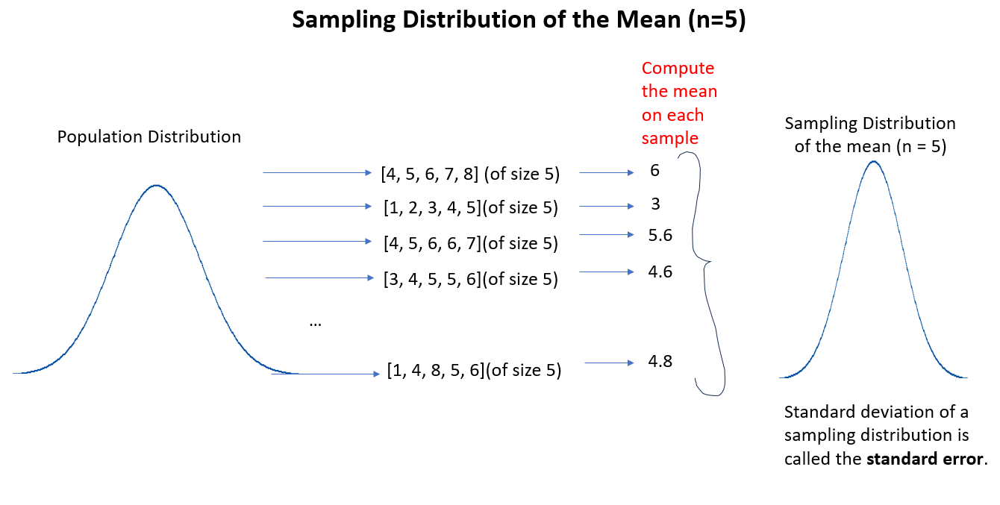 Sampling Distribution of the Mean (n=5)
Compute
the mean
on each
sample
Population Distribution
Sampling Distribution
of the mean (n = 5)
[4, 5, 6, 7, 8] (of size 5)
6
[1, 2, 3, 4, 5](of size 5)
3
[4, 5, 6, 6, 7](of size 5)
5.6
[3, 4, 5, 5, 6](of size 5)
4.6
...
[1, 4, 8, 5, 6](of size 5)
4.8
Standard deviation of a
sampling distribution is
called the standard error.